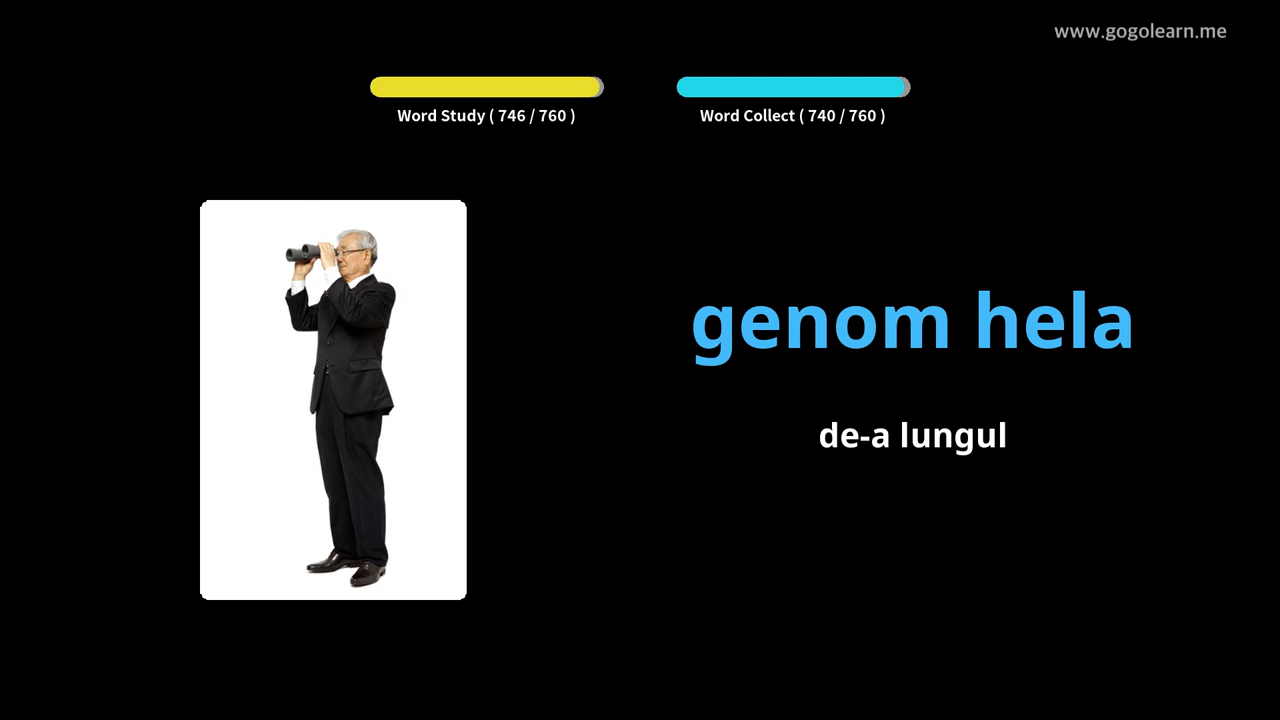 www.gogolearn.me
Word Study ( 746 / 760 )
Word Collect ( 740 / 760 )
genom hela
de-a lungul